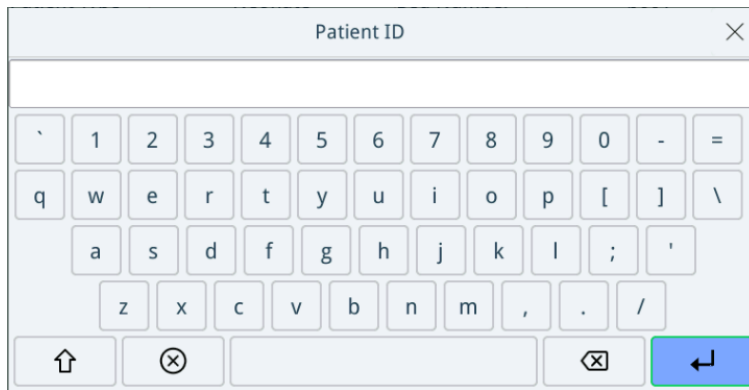 Patient ID
` 1 2 3 4 5 6 7 8 9 0 - =
q w e r t y u i o p [ ] \
a s d f g h j k l ; '
z x c v b n m , . /